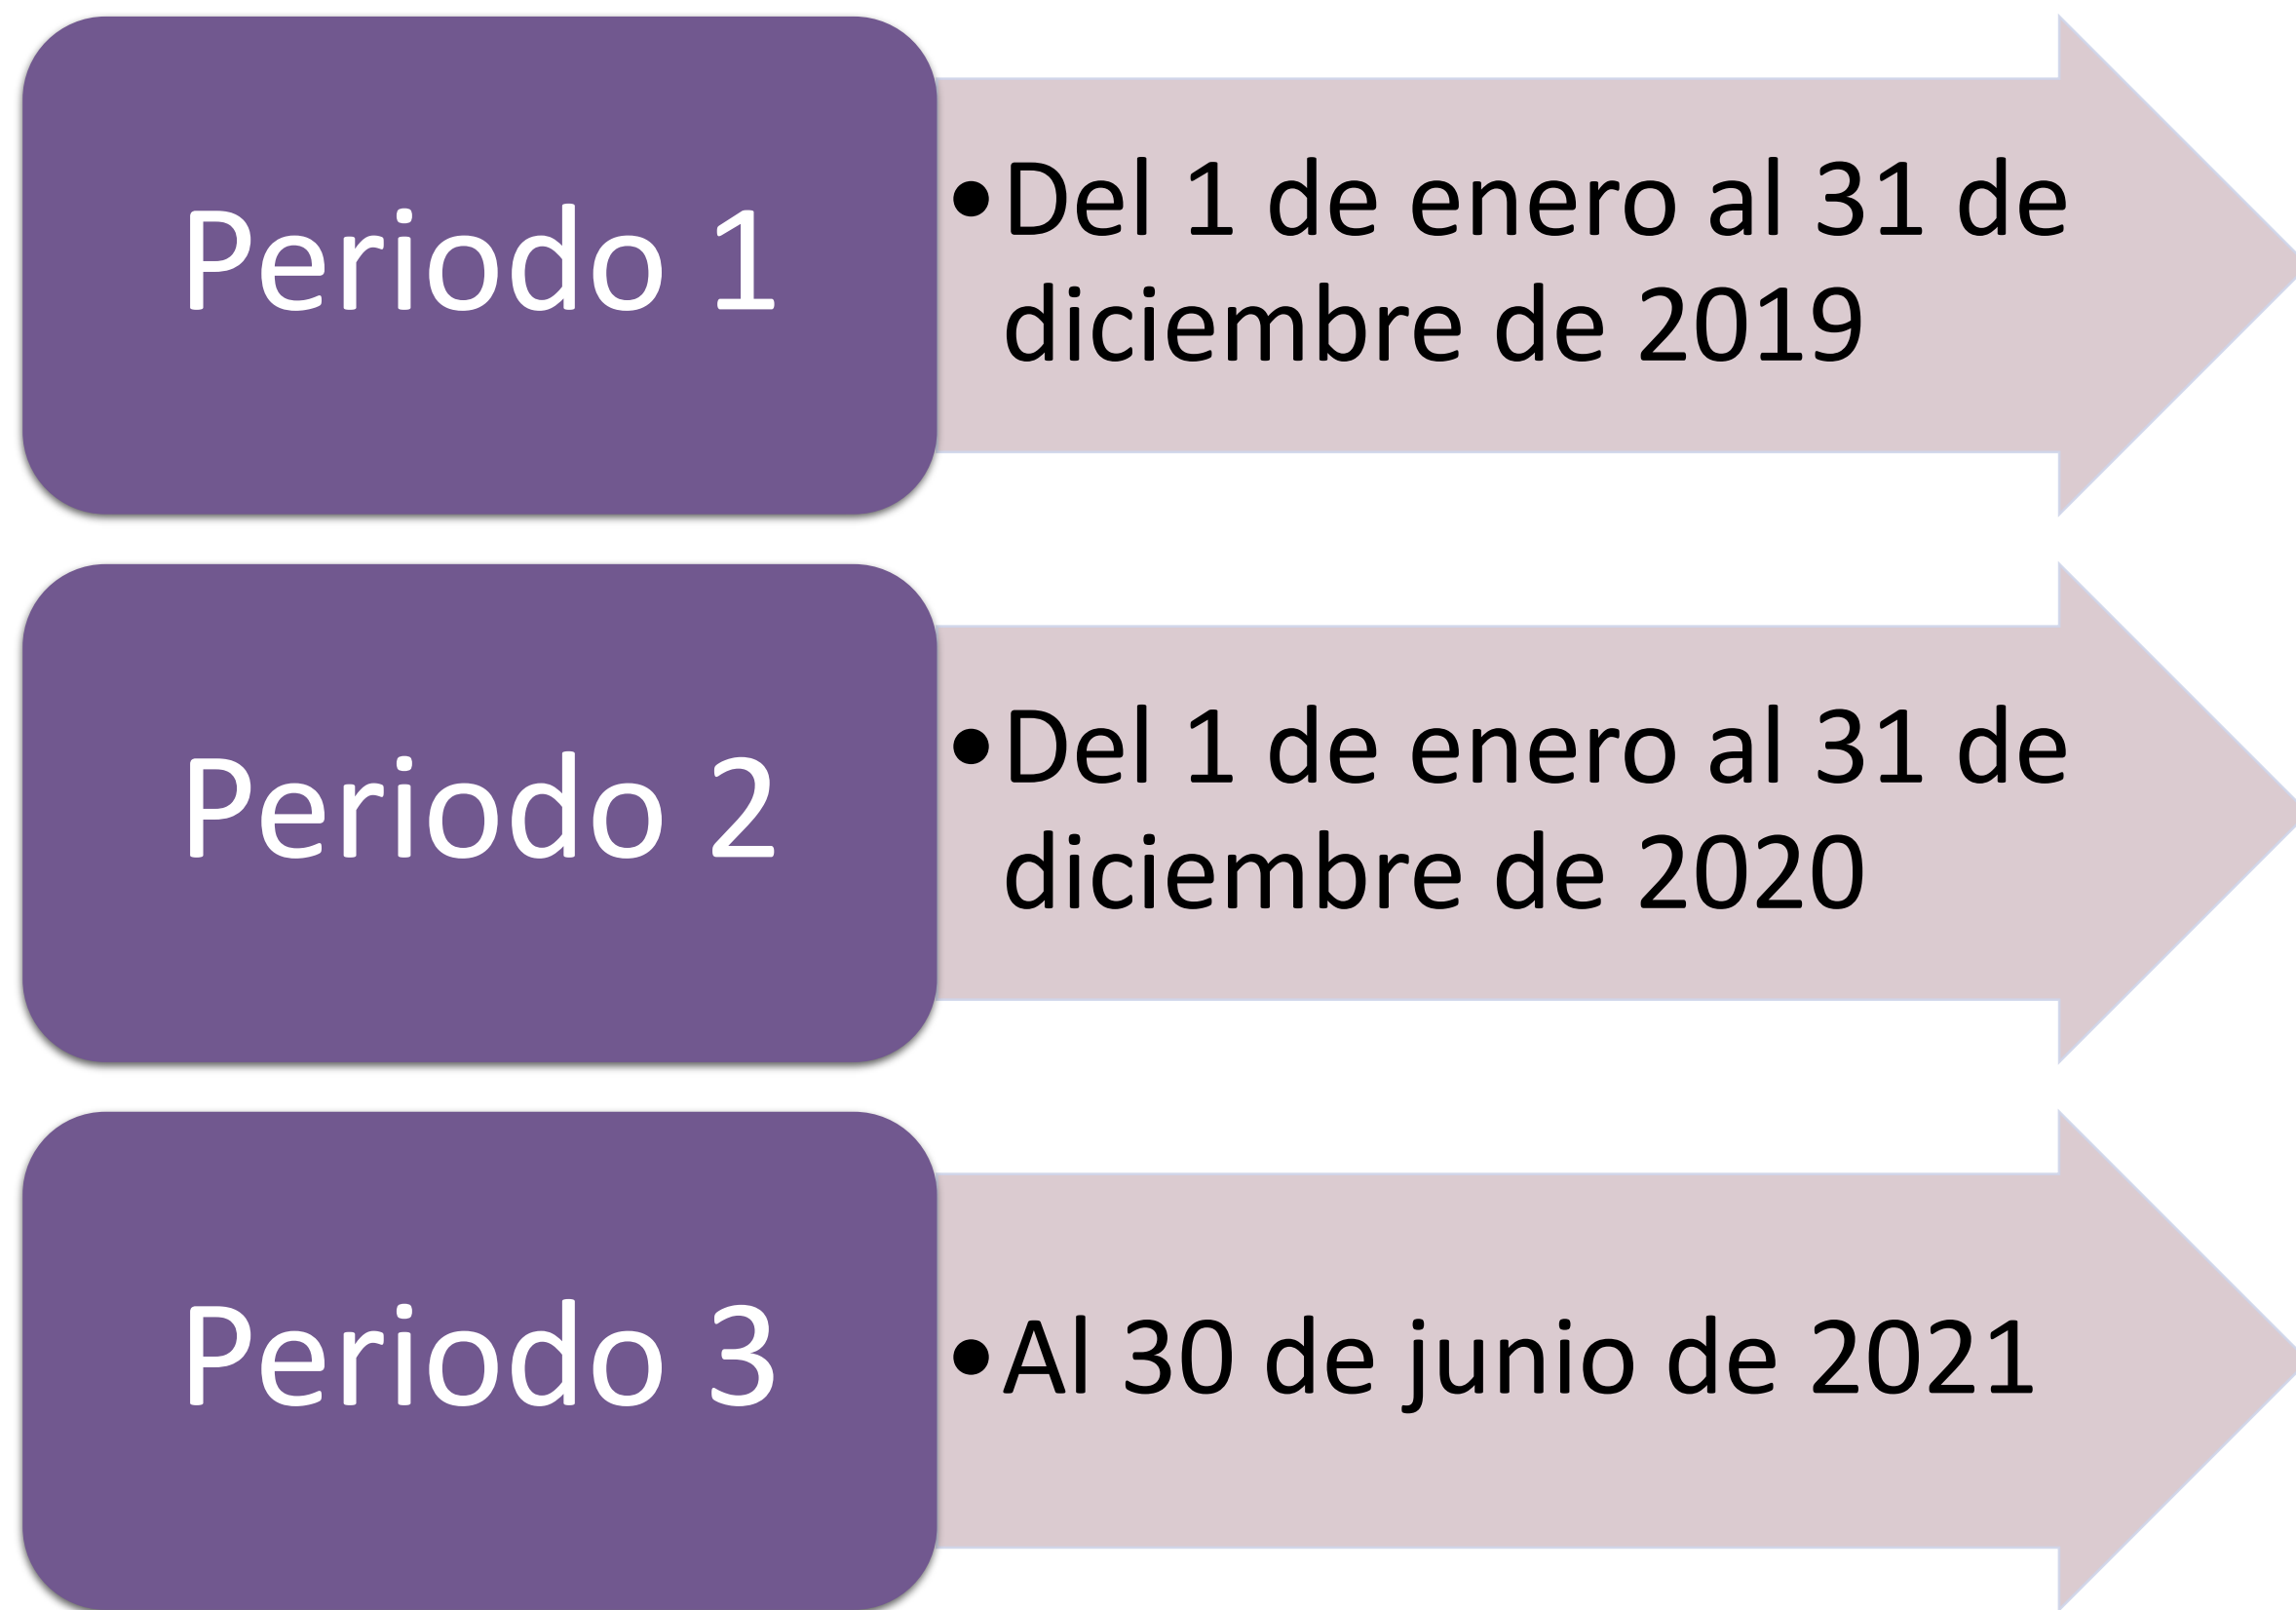 Periodo 1
•Del 1 de enero al 31 de
diciembre de 2019
Periodo 2
•Del 1 de enero al 31 de
diciembre de 2020
Periodo 3
•Al 30 de junio de 2021